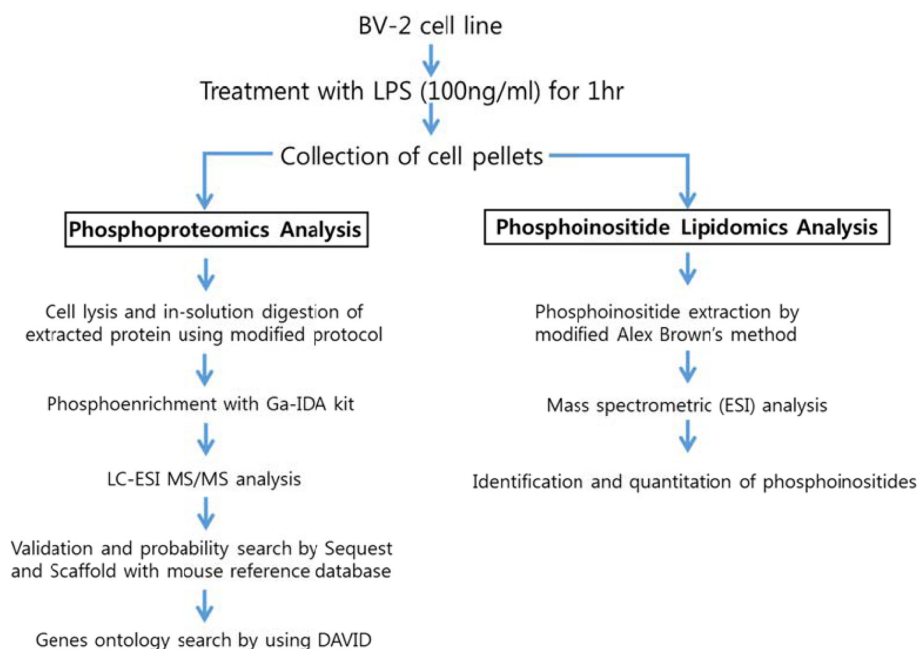 BV-2 cell line
Treatment with LPS (100ng/ml) for 1hr
Collection of cell pellets
Phosphoproteomics Analysis
Cell lysis and in-solution digestion of
extracted protein using modified protocol
Phosphoenrichment with Ga-IDA kit
LC-ESI MS/MS analysis
Validation and probability search by Sequest
and Scaffold with mouse reference database
Genes ontology search by using DAVID
Phosphoinositide Lipidomics Analysis
Phosphoinositide extraction by
modified Alex Brown's method
Mass spectrometric (ESI) analysis
Identification and quantitation of phosphoinositides